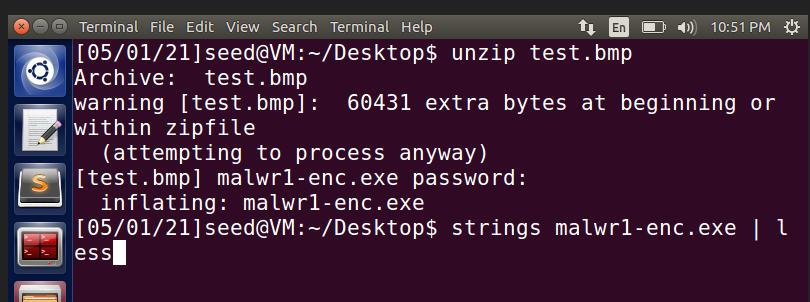 Terminal Terminal File Edit View Search Terminal Help En 10:51 PM
[05/01/21]seed@VM:~/Desktop$ unzip test.bmp
Archive:  test.bmp
warning [test.bmp]:  60431 extra bytes at beginning or
within zipfile
  (attempting to process anyway)
[test.bmp] malwr1-enc.exe password:
  inflating: malwr1-enc.exe
[05/01/21]seed@VM:~/Desktop$ strings malwr1-enc.exe | l
ess
S